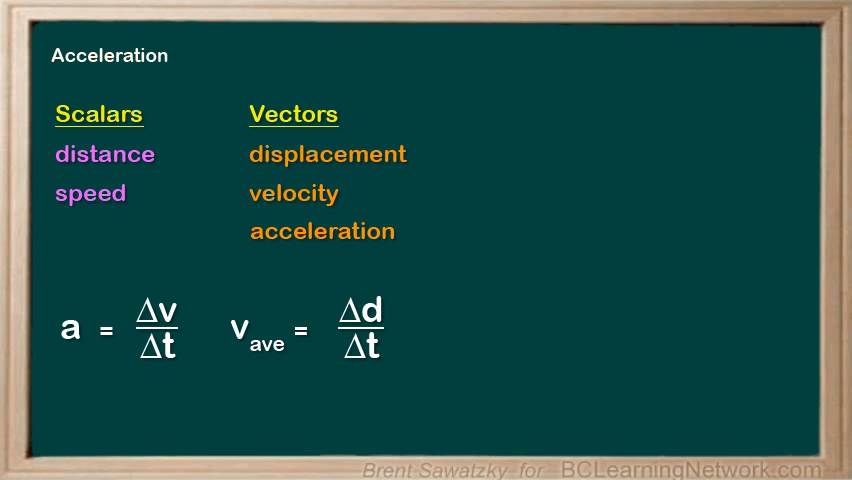 Acceleration
Scalars Vectors
distance displacement
speed velocity
acceleration
a = Δv/Δt v_ave = Δd/Δt
Brent Sawatzky for BCLearningNetwork.com